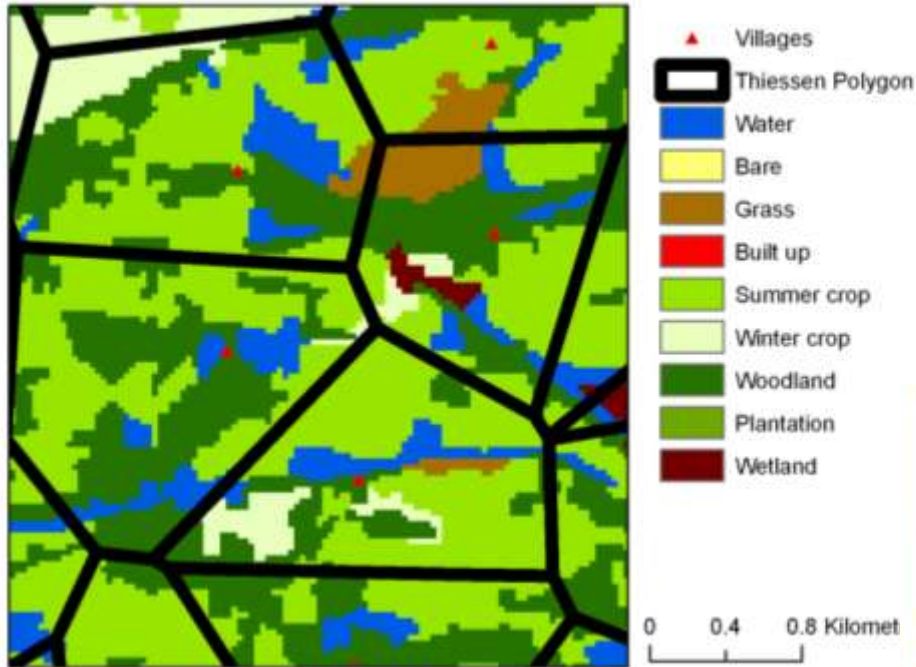 Villages
Thiessen Polygon
Water
Bare
Grass
Built up
Summer crop
Winter crop
Woodland
Plantation
Wetland
0 0.4 0.8 Kilomet